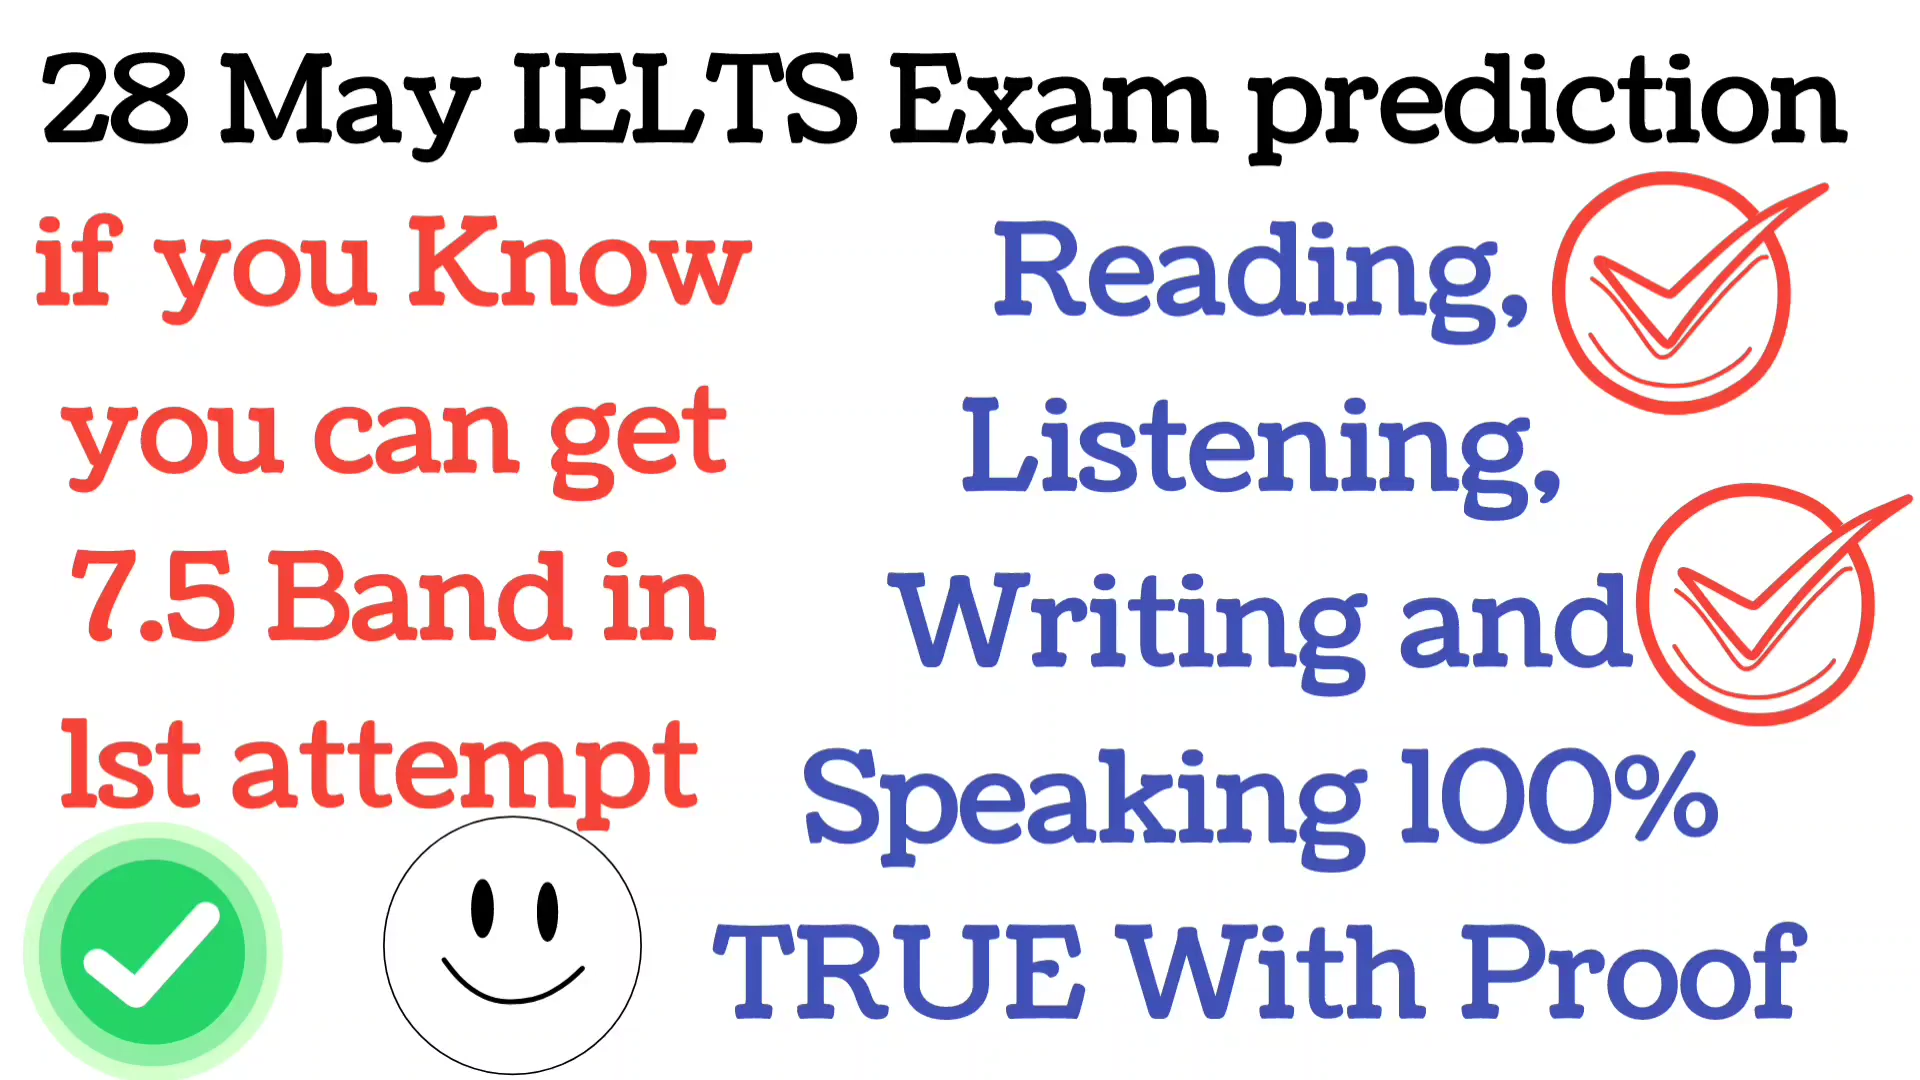 28 May IELTS Exam prediction
if you Know
you can get
7.5 Band in
1st attempt
Reading,
Listening,
Writing and
Speaking 100%
TRUE With Proof